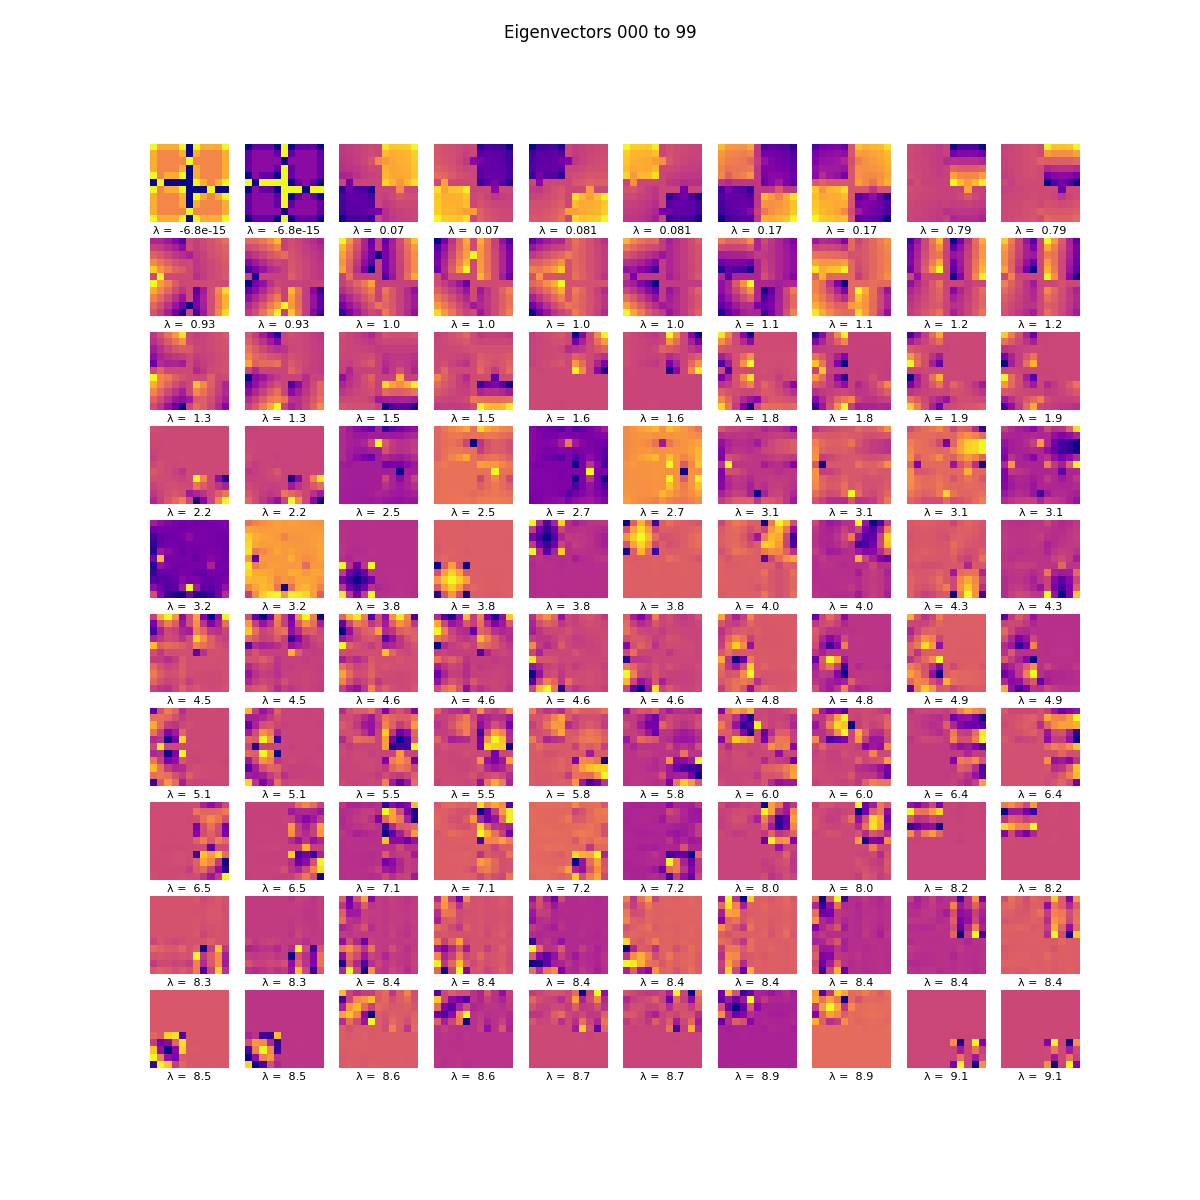 Eigenvectors 000 to 99
λ = -6.8e-15 λ = -6.8e-15 λ = 0.07 λ = 0.07 λ = 0.081 λ = 0.081 λ = 0.17 λ = 0.17 λ = 0.79 λ = 0.79
λ = 0.93 λ = 0.93 λ = 1.0 λ = 1.0 λ = 1.0 λ = 1.0 λ = 1.1 λ = 1.1 λ = 1.2 λ = 1.2
λ = 1.3 λ = 1.3 λ = 1.5 λ = 1.5 λ = 1.6 λ = 1.6 λ = 1.8 λ = 1.8 λ = 1.9 λ = 1.9
λ = 2.2 λ = 2.2 λ = 2.5 λ = 2.5 λ = 2.7 λ = 2.7 λ = 3.1 λ = 3.1 λ = 3.1 λ = 3.1
λ = 3.2 λ = 3.2 λ = 3.8 λ = 3.8 λ = 3.8 λ = 3.8 λ = 4.0 λ = 4.0 λ = 4.3 λ = 4.3
λ = 4.5 λ = 4.5 λ = 4.6 λ = 4.6 λ = 4.6 λ = 4.6 λ = 4.8 λ = 4.8 λ = 4.9 λ = 4.9
λ = 5.1 λ = 5.1 λ = 5.5 λ = 5.5 λ = 5.8 λ = 5.8 λ = 6.0 λ = 6.0 λ = 6.4 λ = 6.4
λ = 6.5 λ = 6.5 λ = 7.1 λ = 7.1 λ = 7.2 λ = 7.2 λ = 8.0 λ = 8.0 λ = 8.2 λ = 8.2
λ = 8.3 λ = 8.3 λ = 8.4 λ = 8.4 λ = 8.4 λ = 8.4 λ = 8.4 λ = 8.4 λ = 8.4 λ = 8.4
λ = 8.5 λ = 8.5 λ = 8.6 λ = 8.6 λ = 8.7 λ = 8.7 λ = 8.9 λ = 8.9 λ = 9.1 λ = 9.1